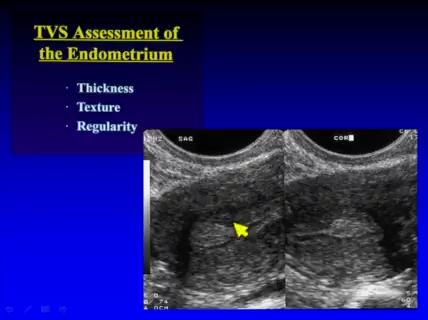 TVS Assessment of
the Endometrium
· Thickness
· Texture
· Regularity
SAG
COR